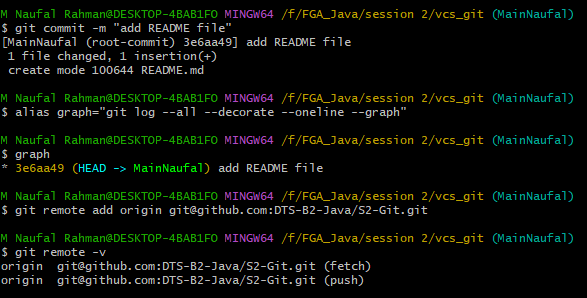 M Naufal Rahman@DESKTOP-4BAB1FO MINGW64 /f/FGA_Java/session 2/vcs_git (MainNaufal)
$ git commit -m "add README file"
[MainNaufal (root-commit) 3e6aa49] add README file
 1 file changed, 1 insertion(+)
 create mode 100644 README.md
M Naufal Rahman@DESKTOP-4BAB1FO MINGW64 /f/FGA_Java/session 2/vcs_git (MainNaufal)
$ alias graph="git log --all --decorate --oneline --graph"
M Naufal Rahman@DESKTOP-4BAB1FO MINGW64 /f/FGA_Java/session 2/vcs_git (MainNaufal)
$ graph
* 3e6aa49 (HEAD -> MainNaufal) add README file
M Naufal Rahman@DESKTOP-4BAB1FO MINGW64 /f/FGA_Java/session 2/vcs_git (MainNaufal)
$ git remote add origin git@github.com:DTS-B2-Java/S2-Git.git
M Naufal Rahman@DESKTOP-4BAB1FO MINGW64 /f/FGA_Java/session 2/vcs_git (MainNaufal)
$ git remote -v
origin  git@github.com:DTS-B2-Java/S2-Git.git (fetch)
origin  git@github.com:DTS-B2-Java/S2-Git.git (push)